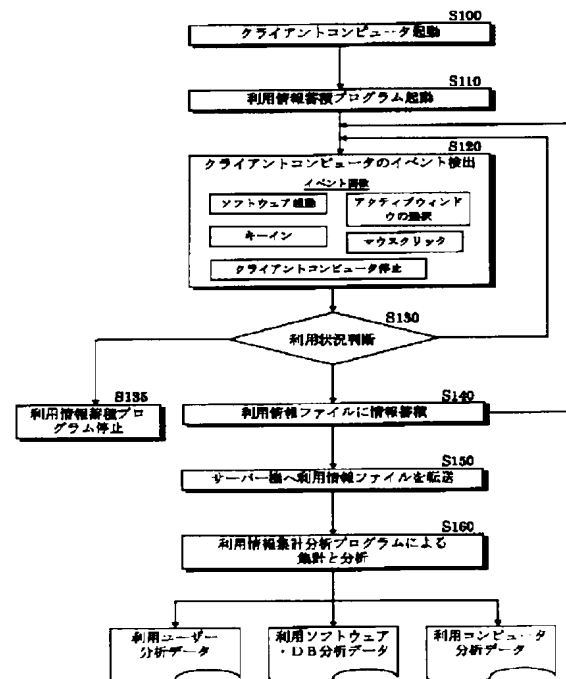 S100
クライアントコンピュータ起動
S110
利用情報蓄積プログラム起動
S120
クライアントコンピュータのイベント検出
イベント関数
ソフトウェア起動
アクティブウィンド
ウの選択
キーイン
マウスクリック
クライアントコンピュータ停止
S130
利用状況判断
S135
利用情報蓄積プロ
グラム停止
S140
利用情報ファイルに情報蓄積
S150
サーバー機へ利用情報ファイルを転送
S160
利用情報集計分析プログラムによる
集計と分析
利用ユーザー
分析データ
利用ソフトウェア
・DB分析データ
利用コンピュータ
分析データ